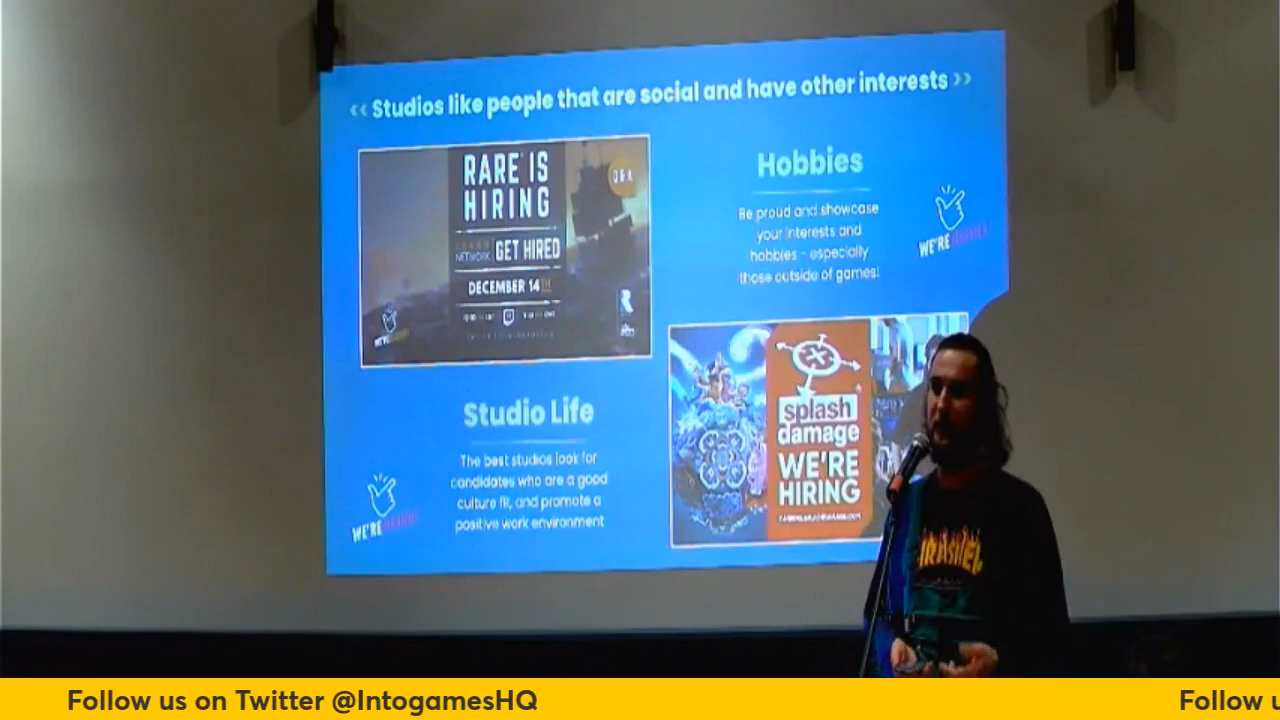 ‹‹ Studios like people that are social and have other interests ››
RARE IS
HIRING
Q&A
NETWORK
GET HIRED
DECEMBER 14TH
Hobbies
Be proud and showcase
your interests and
hobbies - especially
those outside of games!
WE'RE
Studio Life
The best studios look for
candidates who are a good
culture fit, and promote a
positive work environment
WE'RE
splash
damage
WE'RE
HIRING
THRASHER
Follow us on Twitter @IntogamesHQ
Follow u